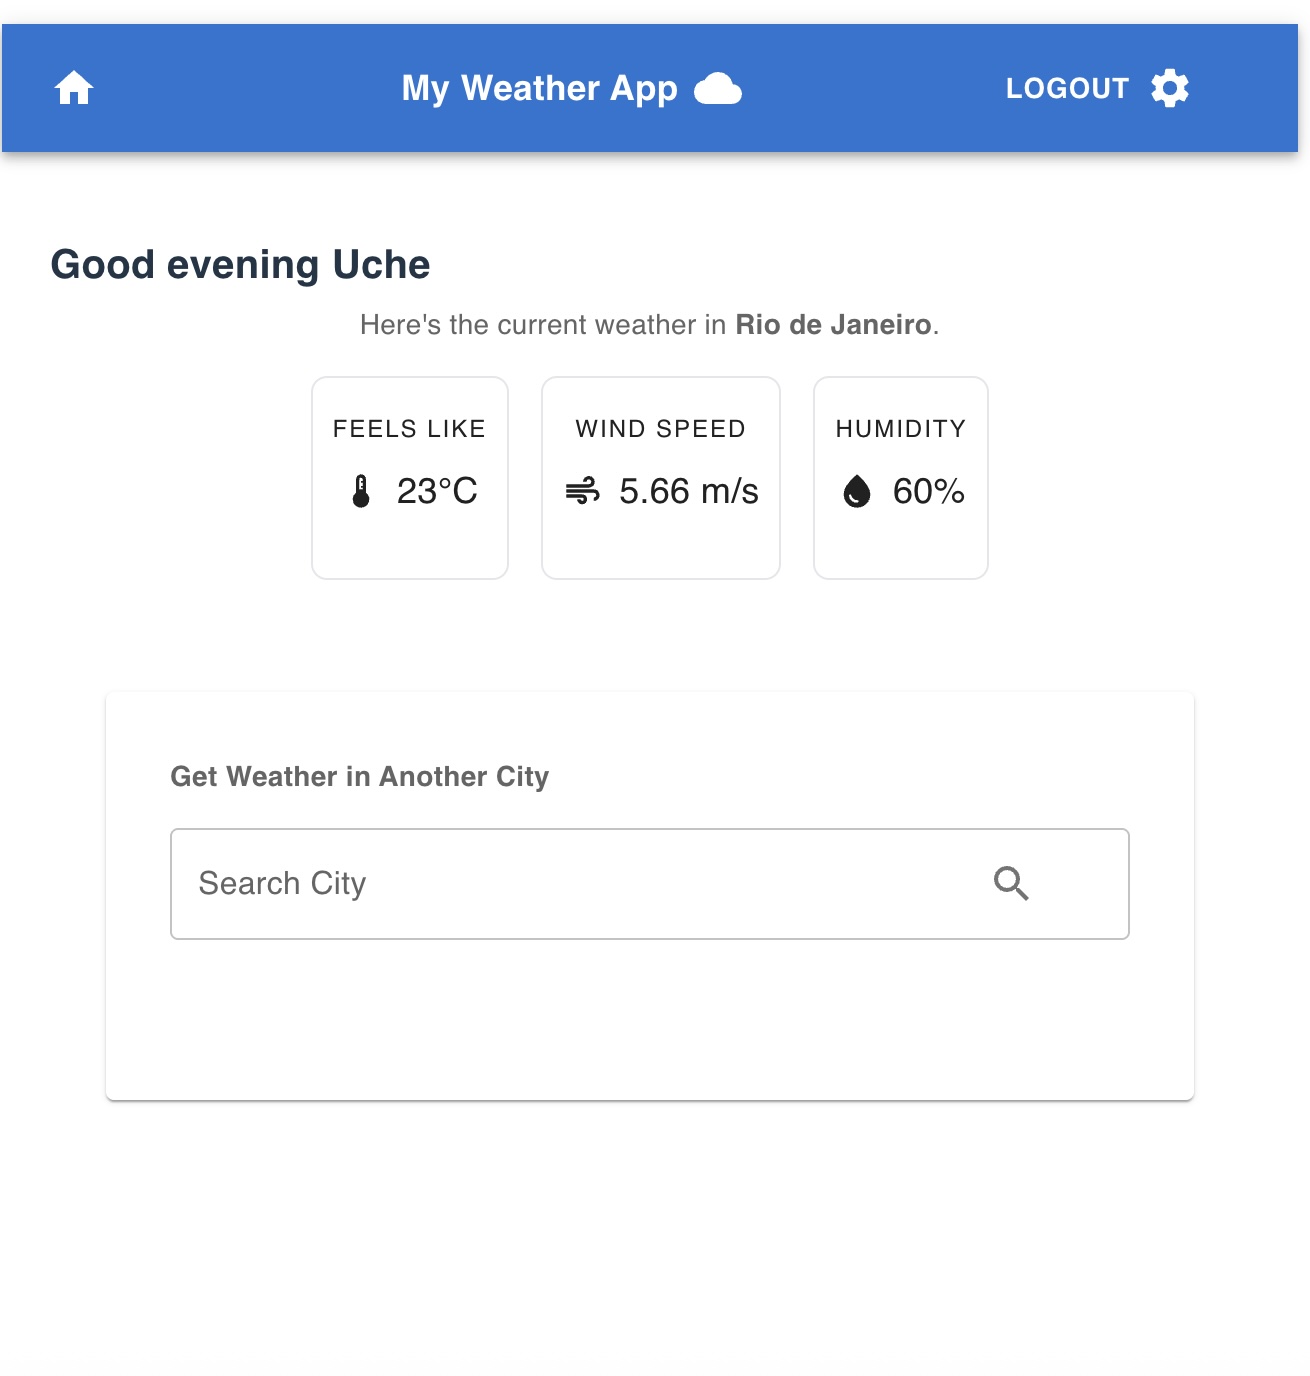 My Weather App
LOGOUT
Good evening Uche
Here's the current weather in Rio de Janeiro.
FEELS LIKE
23°C
WIND SPEED
5.66 m/s
HUMIDITY
60%
Get Weather in Another City
Search City